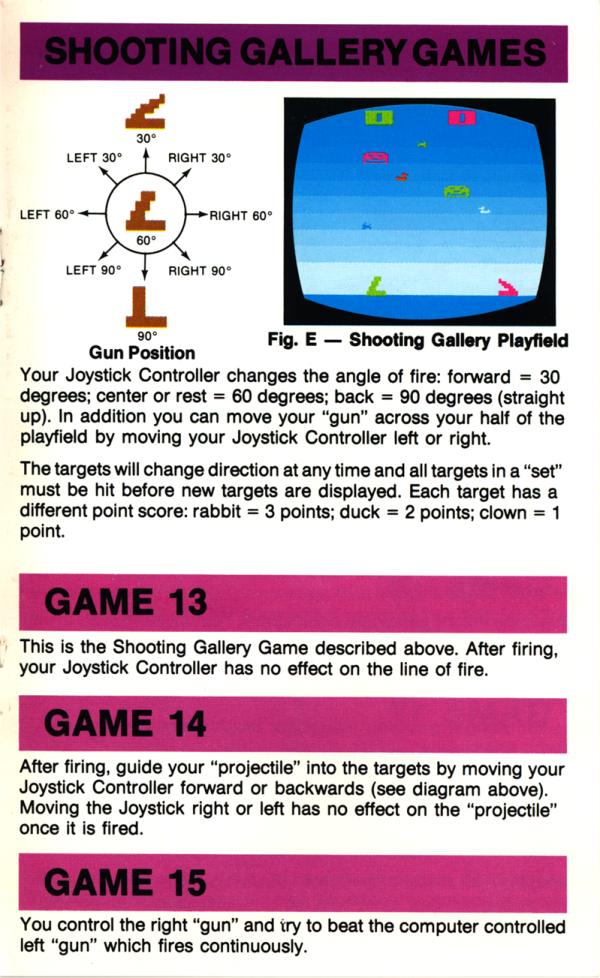 SHOOTING GALLERY GAMES
30°
LEFT 30° RIGHT 30°
LEFT 60° RIGHT 60°
60°
LEFT 90° RIGHT 90°
90°
Gun Position
Fig. E — Shooting Gallery Playfield
Your Joystick Controller changes the angle of fire: forward = 30
degrees; center or rest = 60 degrees; back = 90 degrees (straight
up). In addition you can move your "gun" across your half of the
playfield by moving your Joystick Controller left or right.
The targets will change direction at any time and all targets in a "set"
must be hit before new targets are displayed. Each target has a
different point score: rabbit = 3 points; duck = 2 points; clown = 1
point.
GAME 13
This is the Shooting Gallery Game described above. After firing,
your Joystick Controller has no effect on the line of fire.
GAME 14
After firing, guide your "projectile" into the targets by moving your
Joystick Controller forward or backwards (see diagram above).
Moving the Joystick right or left has no effect on the "projectile"
once it is fired.
GAME 15
You control the right "gun" and try to beat the computer controlled
left "gun" which fires continuously.